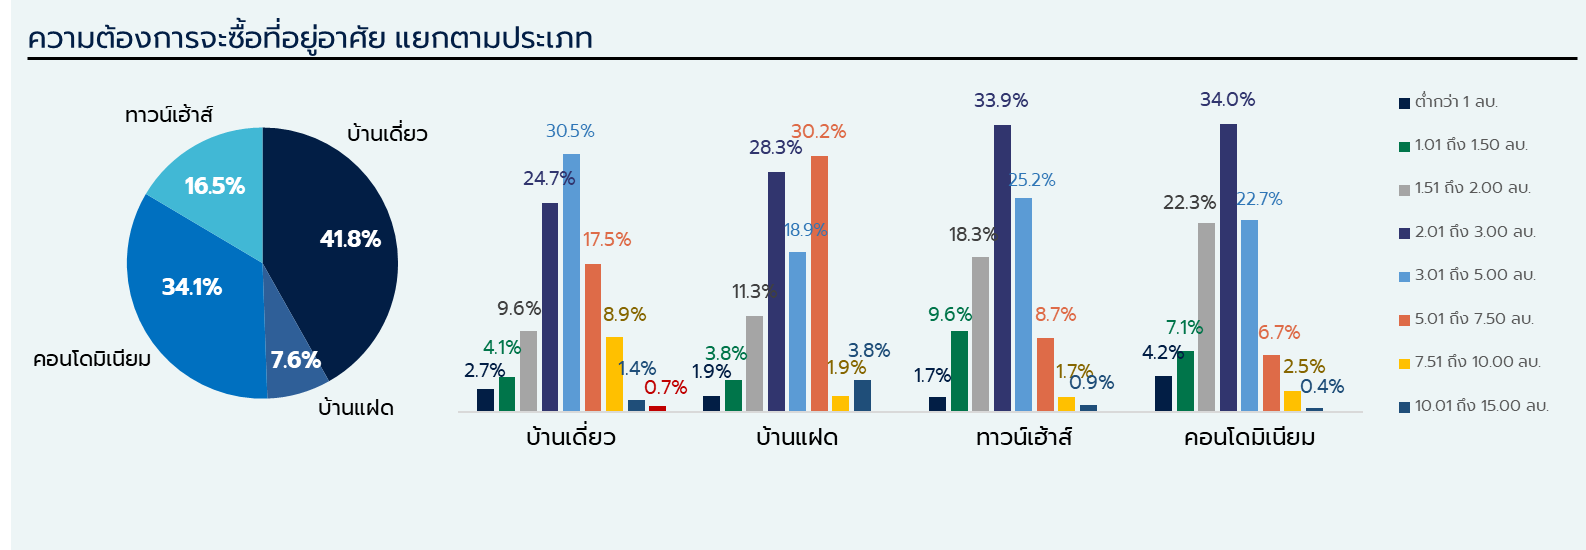 ความต้องการจะซื้อที่อยู่อาศัย แยกตามประเภท
ทาวน์เฮ้าส์
บ้านเดี่ยว
16.5%
41.8%
34.1%
7.6%
คอนโดมิเนียม
บ้านแฝด
2.7%
4.1%
9.6%
24.7%
30.5%
17.5%
8.9%
1.4%
0.7%
บ้านเดี่ยว
1.9%
3.8%
11.3%
28.3%
18.9%
30.2%
1.9%
3.8%
บ้านแฝด
1.7%
9.6%
18.3%
33.9%
25.2%
8.7%
1.7%
0.9%
ทาวน์เฮ้าส์
4.2%
7.1%
22.3%
34.0%
22.7%
6.7%
2.5%
0.4%
คอนโดมิเนียม
ต่ำกว่า 1 ลบ.
1.01 ถึง 1.50 ลบ.
1.51 ถึง 2.00 ลบ.
2.01 ถึง 3.00 ลบ.
3.01 ถึง 5.00 ลบ.
5.01 ถึง 7.50 ลบ.
7.51 ถึง 10.00 ลบ.
10.01 ถึง 15.00 ลบ.